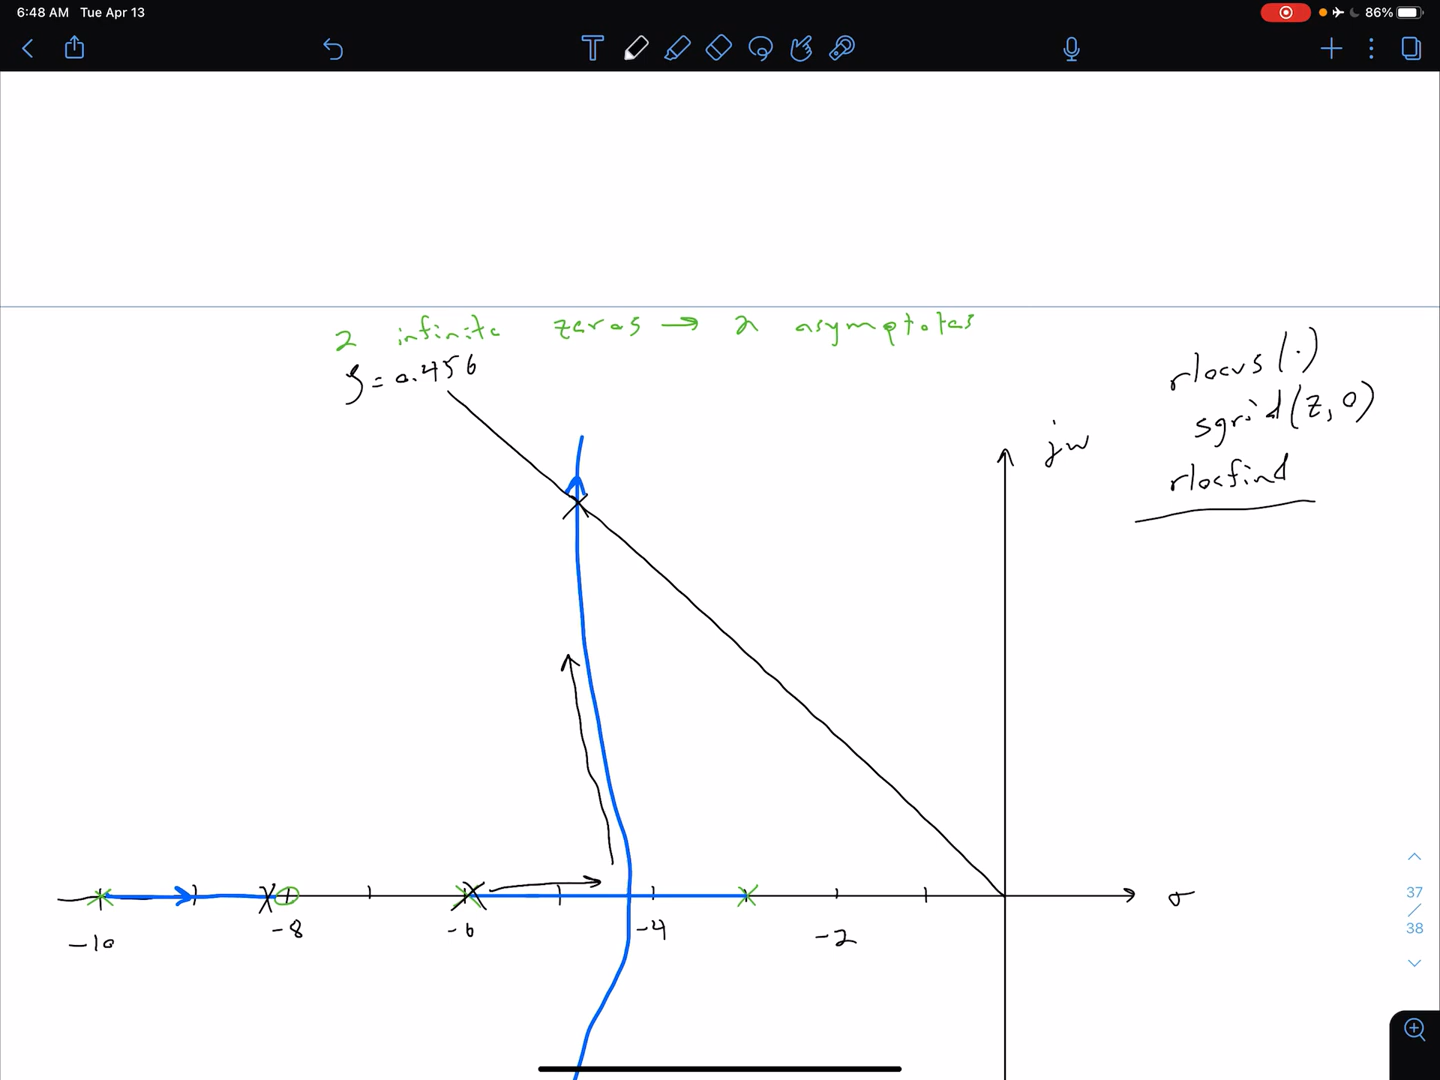 6:48 AM Tue Apr 13
86%
T
2 infinite zeros → 2 asymptotes
ζ = 0.456
rlocus(·)
sgrid(z, 0)
rlocfind
jω
σ
-10
-8
-6
-4
-2
37
/
38